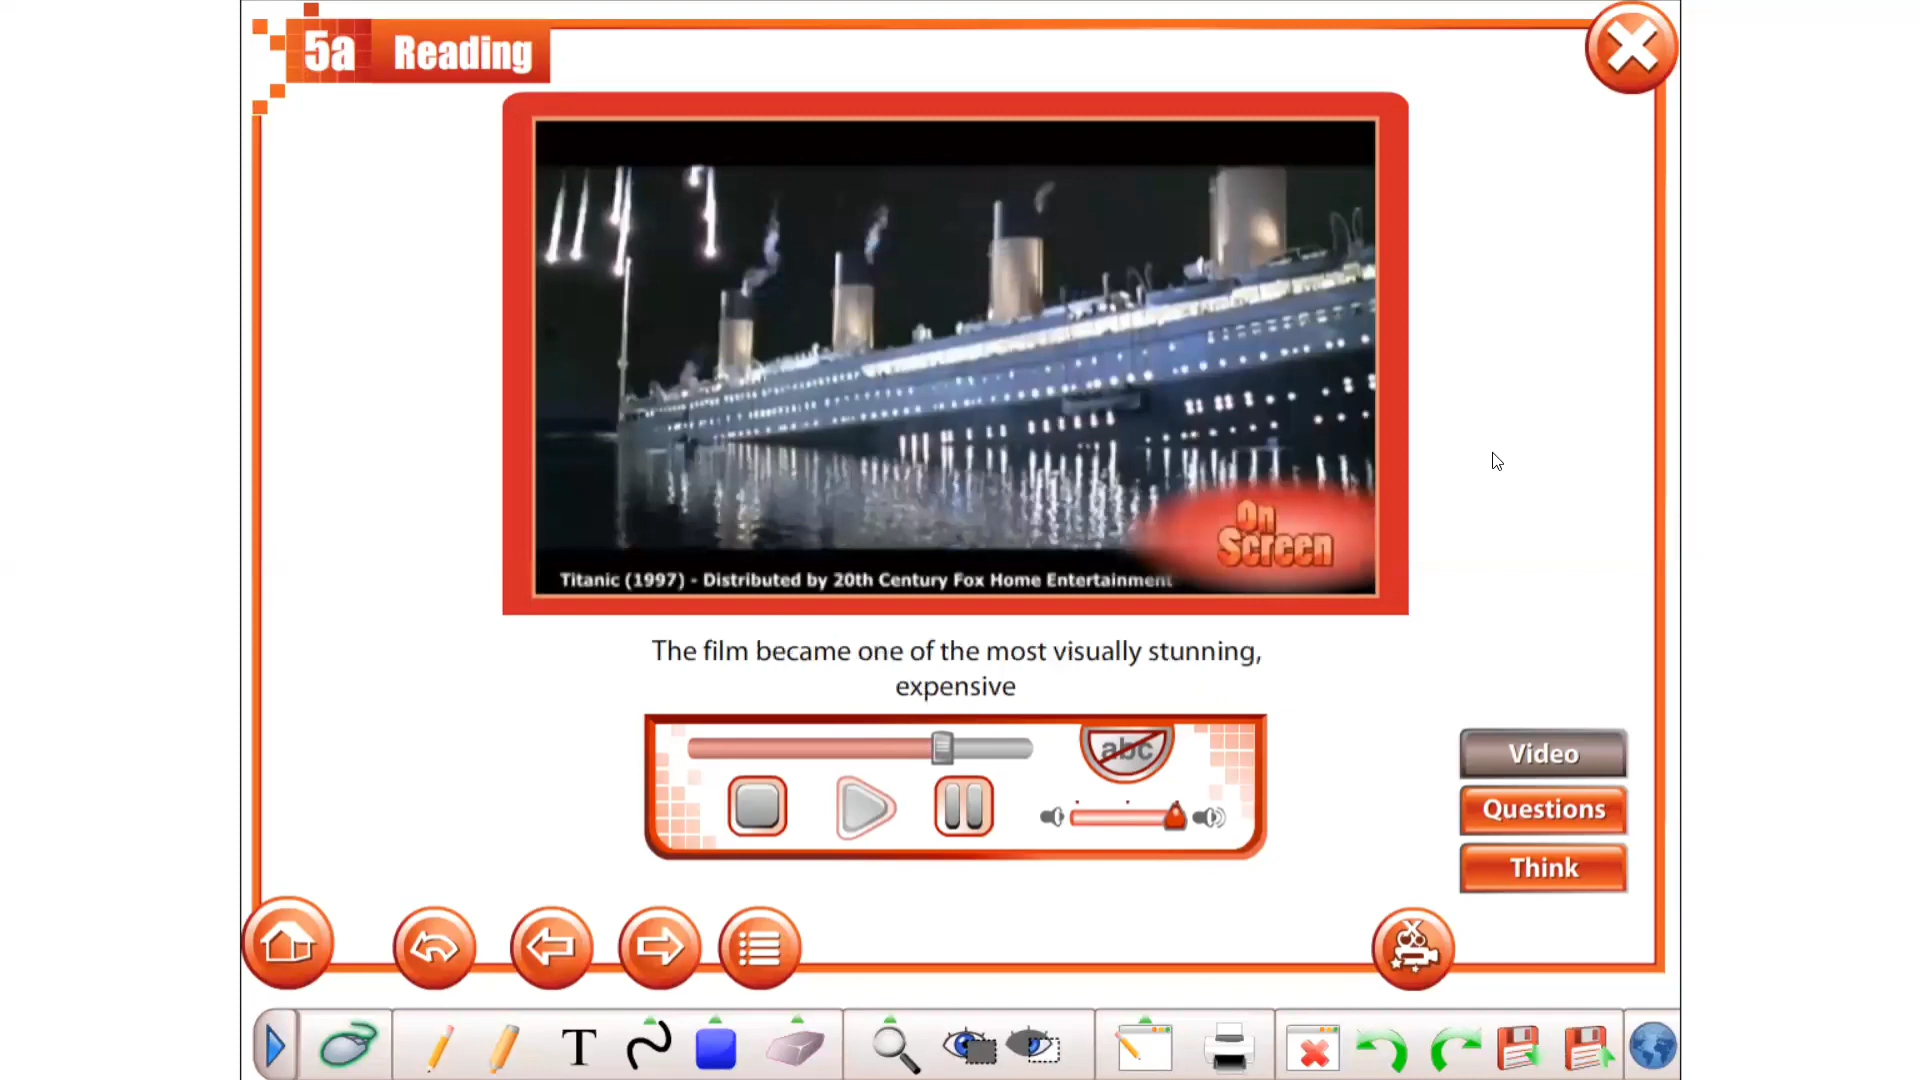 5a Reading
On
Screen
Titanic (1997) - Distributed by 20th Century Fox Home Entertainment
The film became one of the most visually stunning,
expensive
abc
Video
Questions
Think
T